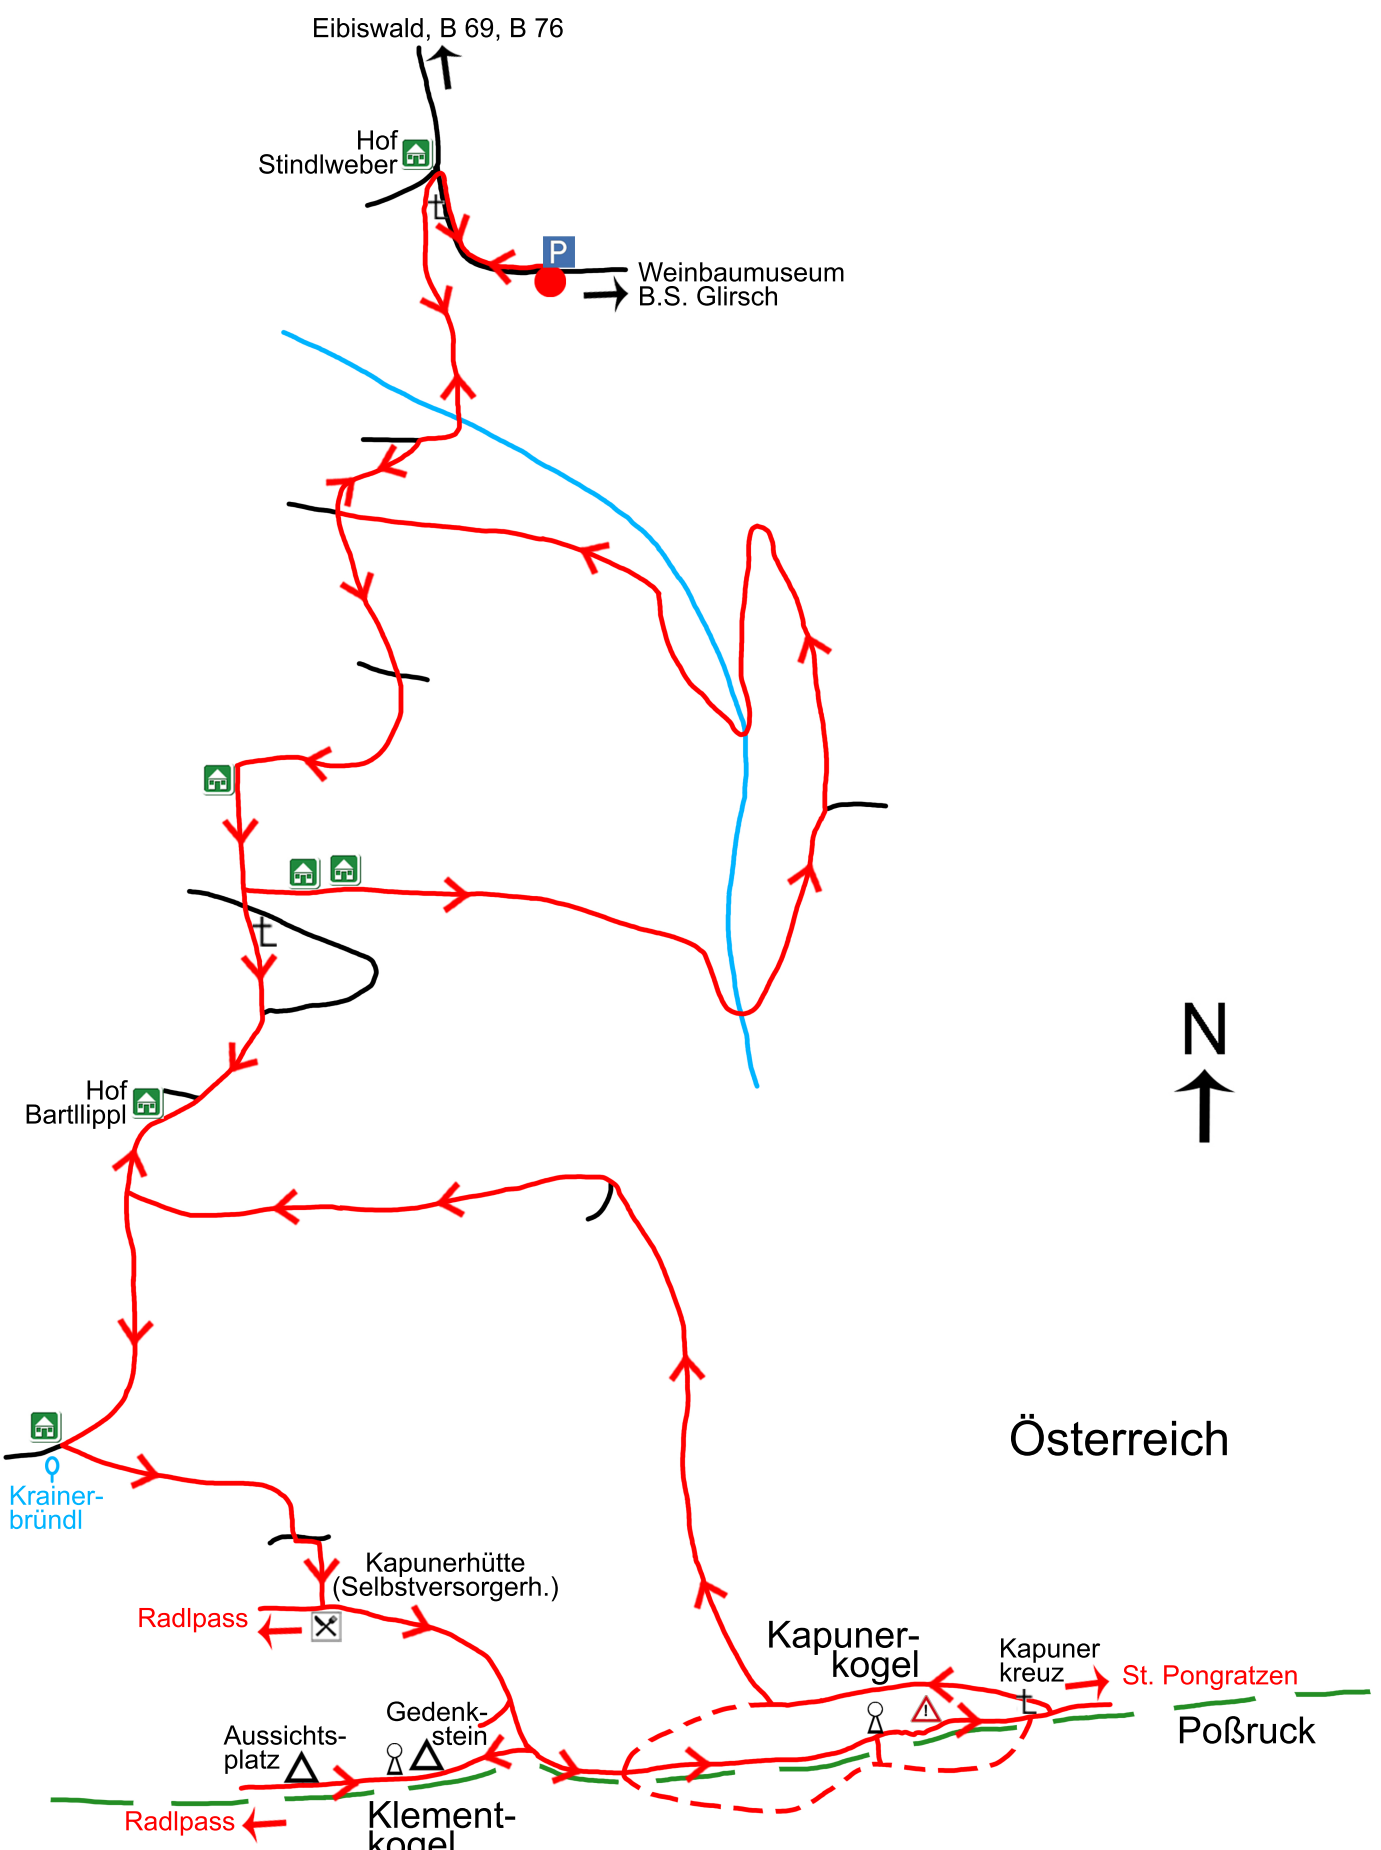 Eibiswald, B 69, B 76
Hof
Stindlweber
P
Weinbaumuseum
B.S. Glirsch
N
Hof
Bartllippl
Österreich
Krainer-
bründl
Kapunerhütte
(Selbstversorgerh.)
Radlpass
Kapuner-
kogel
Kapuner
kreuz
St. Pongratzen
Poßruck
Gedenk-
stein
Aussichts-
platz
Radlpass
Klement-
kogel